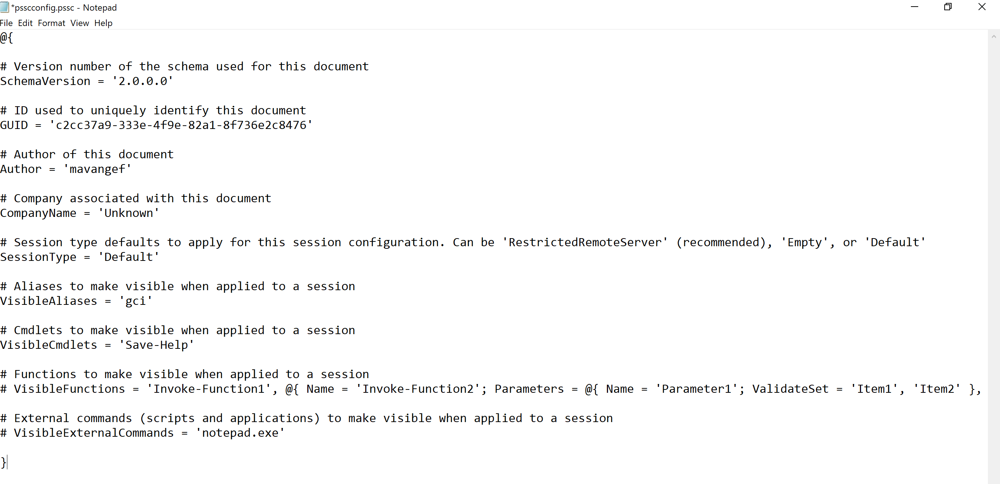 *psscconfig.pssc - Notepad
File Edit Format View Help
@{
# Version number of the schema used for this document
SchemaVersion = '2.0.0.0'
# ID used to uniquely identify this document
GUID = 'c2cc37a9-333e-4f9e-82a1-8f736e2c8476'
# Author of this document
Author = 'mavangef'
# Company associated with this document
CompanyName = 'Unknown'
# Session type defaults to apply for this session configuration. Can be 'RestrictedRemoteServer' (recommended), 'Empty', or 'Default'
SessionType = 'Default'
# Aliases to make visible when applied to a session
VisibleAliases = 'gci'
# Cmdlets to make visible when applied to a session
VisibleCmdlets = 'Save-Help'
# Functions to make visible when applied to a session
# VisibleFunctions = 'Invoke-Function1', @{ Name = 'Invoke-Function2'; Parameters = @{ Name = 'Parameter1'; ValidateSet = 'Item1', 'Item2' },
# External commands (scripts and applications) to make visible when applied to a session
# VisibleExternalCommands = 'notepad.exe'
}